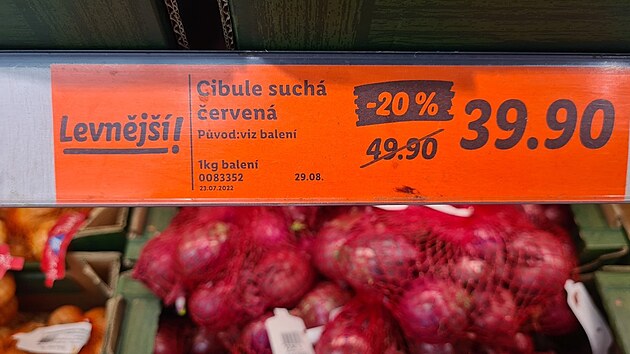 Levnější!
Cibule suchá
červená
Původ:viz balení
1kg balení
0083352 29.08.
23.07.2022
-20 %
49.90
39.90